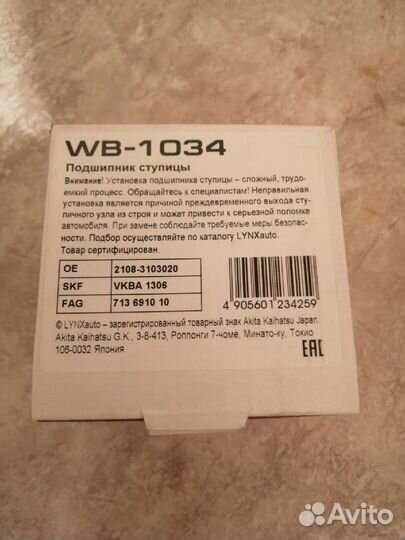 WB-1034
Подшипник ступицы
Внимание! Установка подшипника ступицы – сложный, трудо-
емкий процесс. Обращайтесь к специалистам! Неправильная
установка является причиной преждевременного выхода сту-
пичного узла из строя и может привести к серьезной поломке
автомобиля. При замене соблюдайте требуемые меры безопас-
ности. Подбор осуществляйте по каталогу LYNXauto.
Товар сертифицирован.
OE 2108-3103020
SKF VKBA 1306
FAG 713 6910 10
4 905601 234259
© LYNXauto – зарегистрированный товарный знак Akita Kaihatsu Japan.
Akita Kaihatsu G.K., 3-8-413, Роппонги 7-чоме, Минато-ку, Токио
106-0032 Япония
EAC
Avito